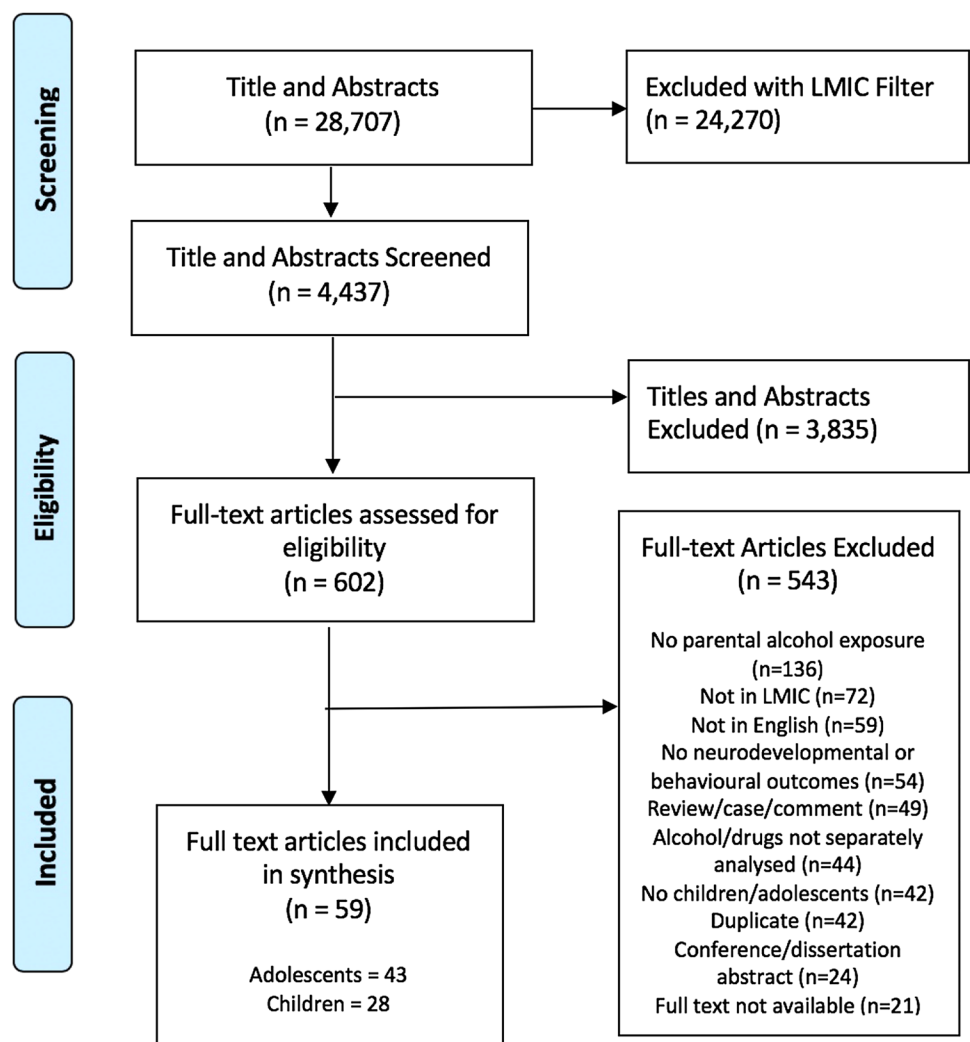 Screening
Title and Abstracts
(n = 28,707)
Excluded with LMIC Filter
(n = 24,270)
Title and Abstracts Screened
(n = 4,437)
Eligibility
Titles and Abstracts
Excluded (n = 3,835)
Full-text articles assessed for
eligibility
(n = 602)
Full-text Articles Excluded
(n = 543)
No parental alcohol exposure
(n=136)
Not in LMIC (n=72)
Not in English (n=59)
No neurodevelopmental or
behavioural outcomes (n=54)
Review/case/comment (n=49)
Alcohol/drugs not separately
analysed (n=44)
No children/adolescents (n=42)
Duplicate (n=42)
Conference/dissertation
abstract (n=24)
Full text not available (n=21)
Included
Full text articles included
in synthesis
(n = 59)
Adolescents = 43
Children = 28